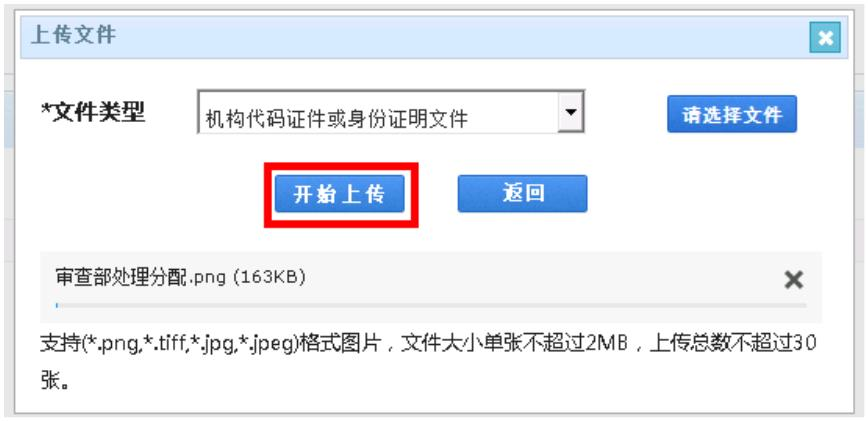 上传文件
*文件类型
机构代码证件或身份证明文件
请选择文件
开始上传
返回
审查部处理分配.png (163KB)
支持(*.png,*.tiff,*.jpg,*.jpeg)格式图片，文件大小单张不超过2MB，上传总数不超过30
张。